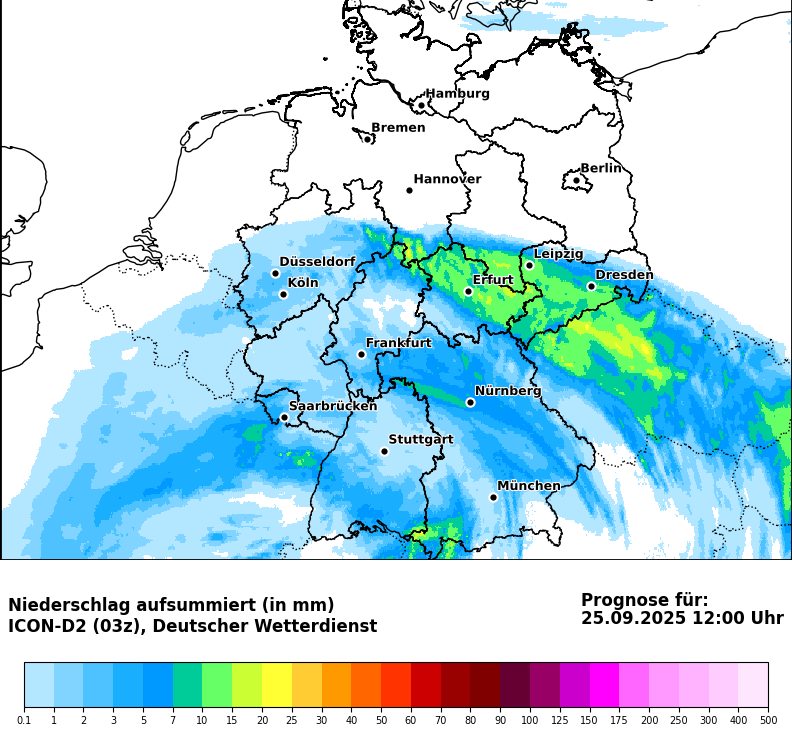 Hamburg
Bremen
Berlin
Hannover
Leipzig
Düsseldorf
Dresden
Köln
Erfurt
Frankfurt
Nürnberg
Saarbrücken
Stuttgart
München
Niederschlag aufsummiert (in mm)
ICON-D2 (03z), Deutscher Wetterdienst
Prognose für:
25.09.2025 12:00 Uhr
0.1 1 2 3 5 7 10 15 20 25 30 40 50 60 70 80 90 100 125 150 175 200 250 300 400 500